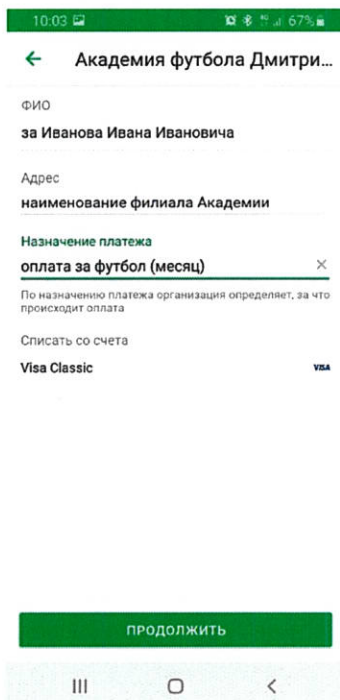 10:03 67%
Академия футбола Дмитри...
ФИО
за Иванова Ивана Ивановича
Адрес
наименование филиала Академии
Назначение платежа
оплата за футбол (месяц)
По назначению платежа организация определяет, за что
происходит оплата
Списать со счета
Visa Classic VISA
ПРОДОЛЖИТЬ